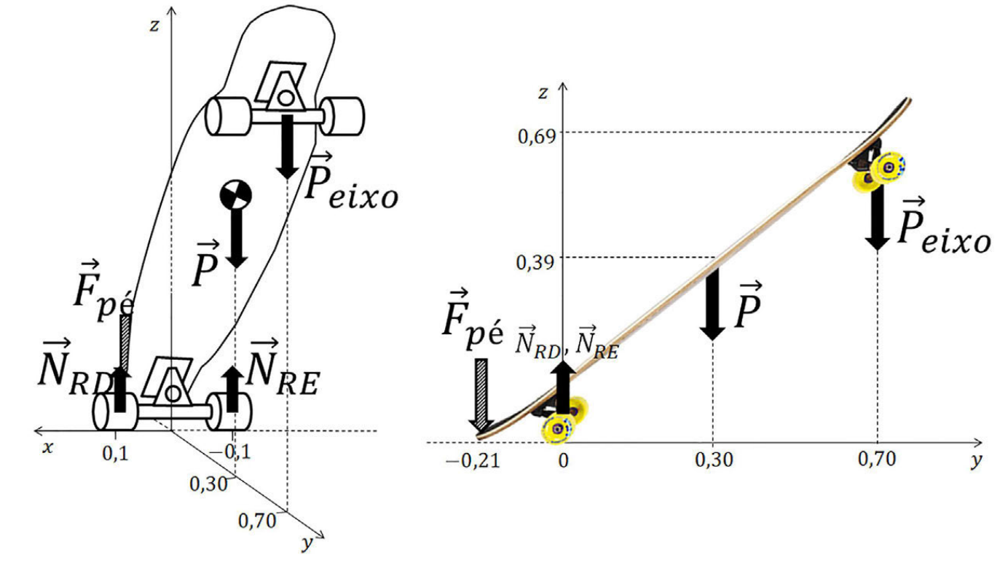 z
P⃗eixo
P⃗
F⃗pé
N⃗RD
N⃗RE
x
0,1
−0,1
0,30
0,70
y
z
0,69
P⃗eixo
0,39
P⃗
F⃗pé
N⃗RD, N⃗RE
−0,21
0
0,30
0,70
y